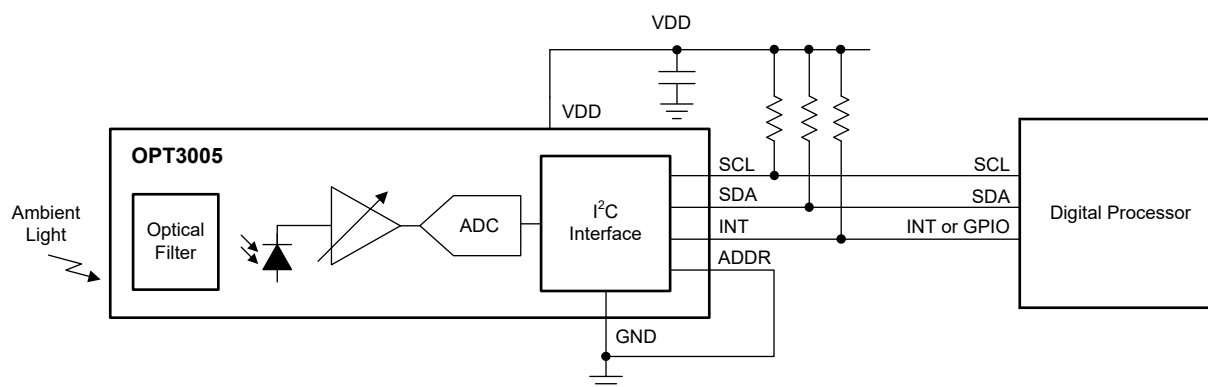 VDD
VDD
OPT3005
Ambient
Light
Optical
Filter
ADC
I²C
Interface
SCL
SDA
INT
ADDR
GND
SCL
SDA
INT or GPIO
Digital Processor